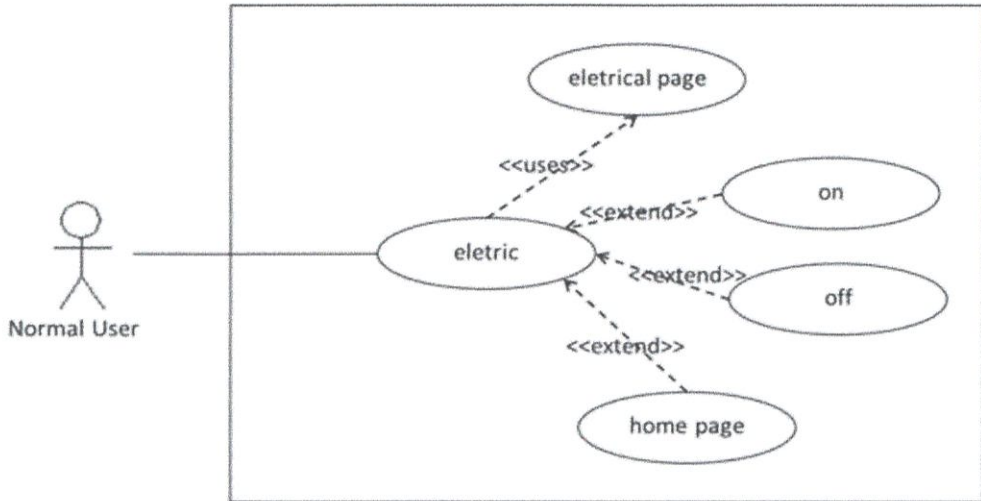 eletrical page
<<uses>>
<<extend>>
on
eletric
<<extend>>
off
Normal User
<<extend>>
home page